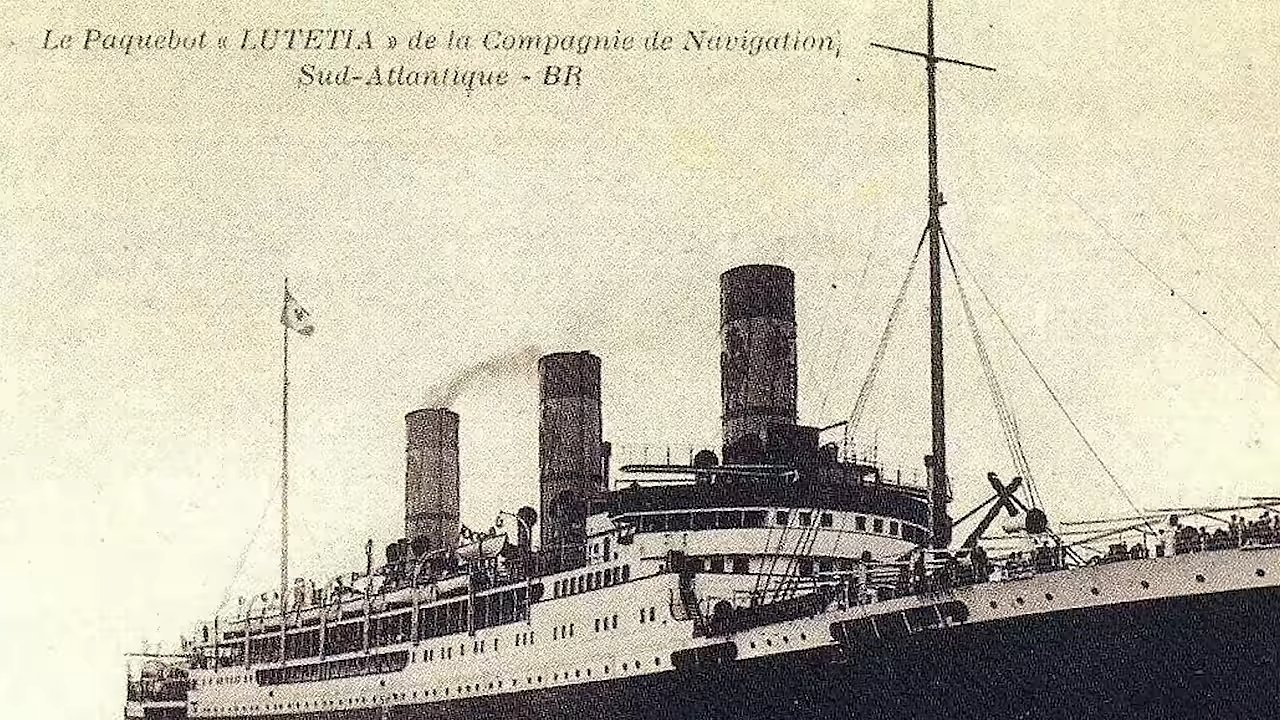 Le Paquebot « LUTETIA » de la Compagnie de Navigation,
Sud-Atlantique - BR